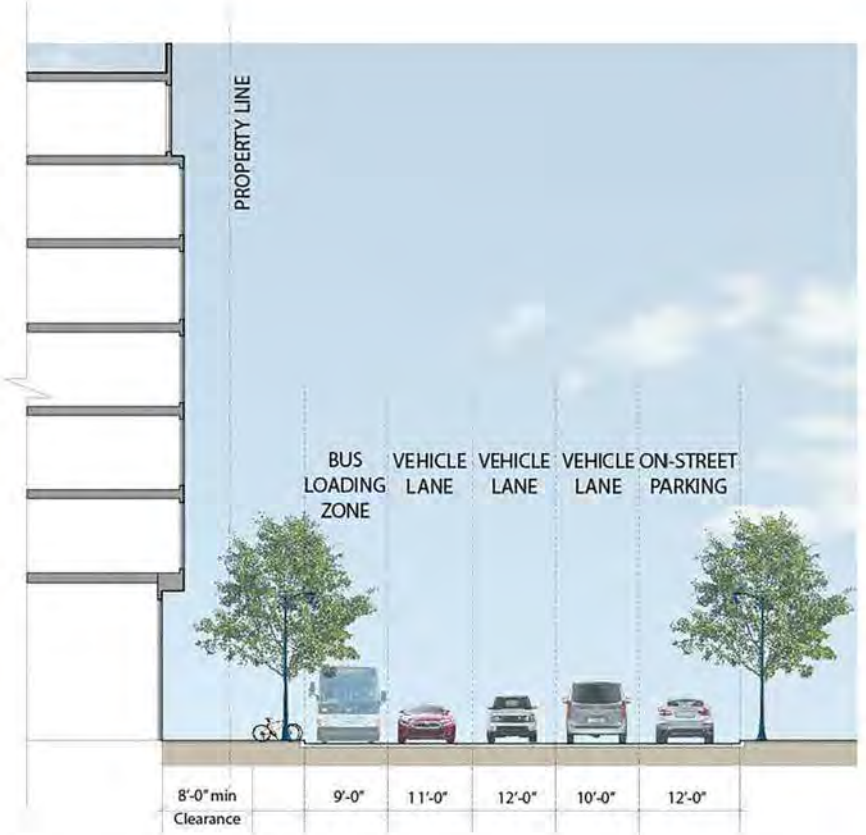 PROPERTY LINE
BUS
LOADING
ZONE
VEHICLE
LANE
VEHICLE
LANE
VEHICLE
LANE
ON-STREET
PARKING
8'-0" min
Clearance
9'-0"
11'-0"
12'-0"
10'-0"
12'-0"